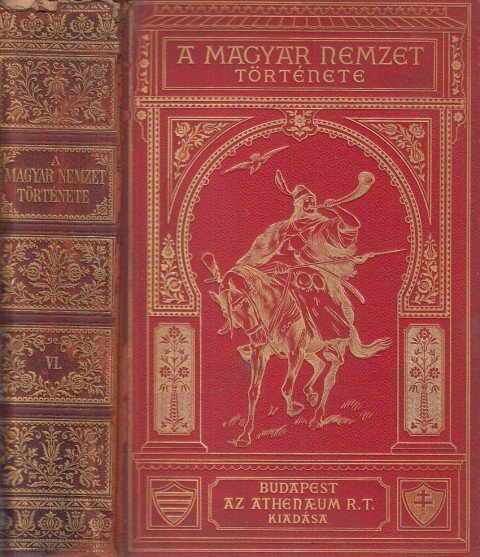 A
MAGYAR NEMZET
TÖRTÉNETE
VI.
A MAGYAR NEMZET
TÖRTÉNETE
BUDAPEST
AZ ATHENÆUM R.T.
KIADÁSA